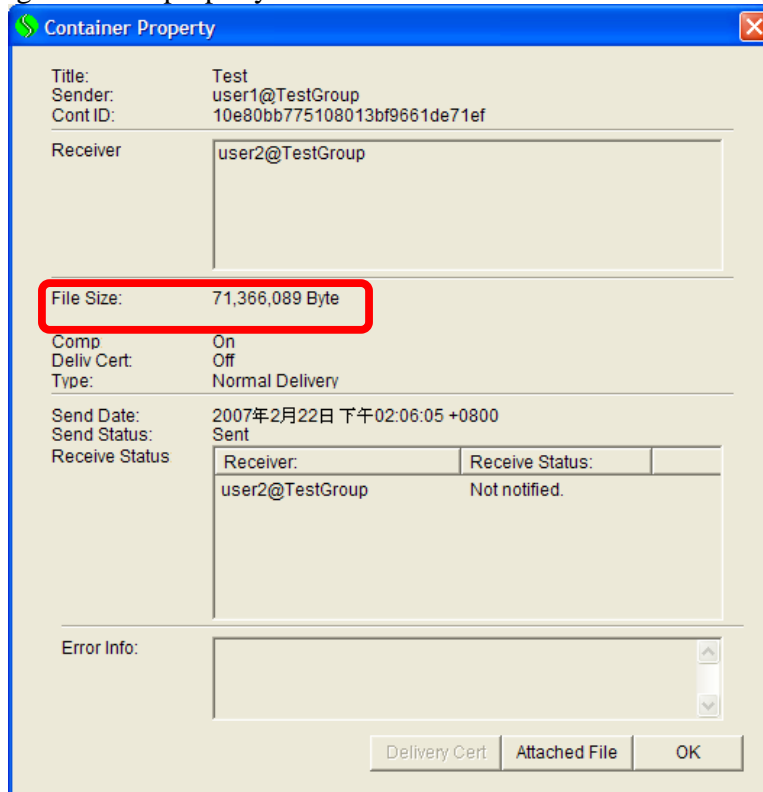 Container Property
Title: Test
Sender: user1@TestGroup
Cont ID: 10e80bb775108013bf9661de71ef
Receiver user2@TestGroup
File Size: 71,366,089 Byte
Comp On
Deliv Cert: Off
Type: Normal Delivery
Send Date: 2007年2月22日 下午02:06:05 +0800
Send Status: Sent
Receive Status Receiver: Receive Status:
user2@TestGroup Not notified.
Error Info:
Delivery Cert Attached File OK